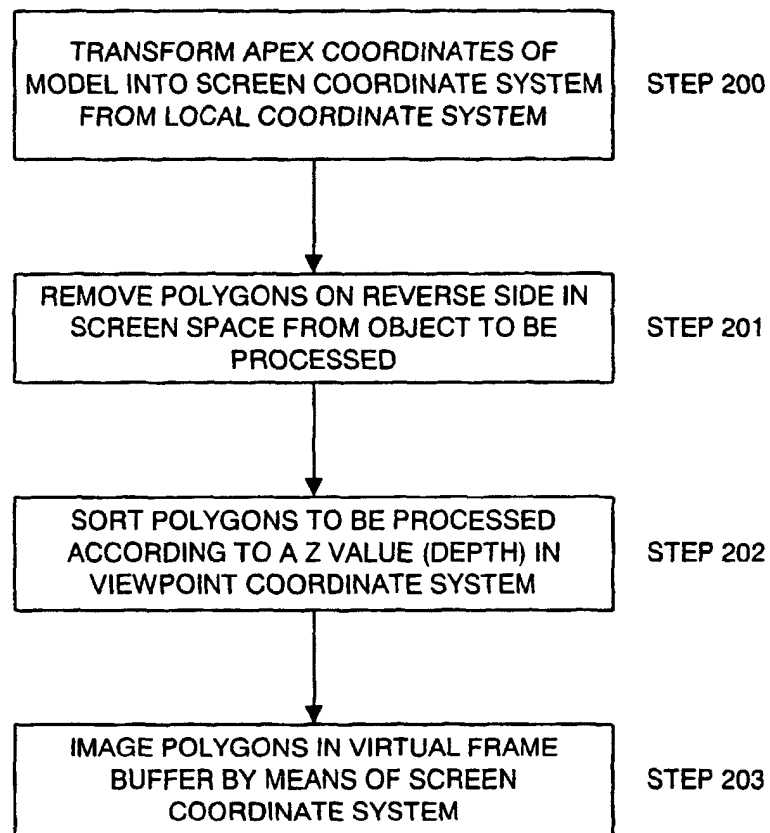 TRANSFORM APEX COORDINATES OF
MODEL INTO SCREEN COORDINATE SYSTEM
FROM LOCAL COORDINATE SYSTEM
STEP 200
REMOVE POLYGONS ON REVERSE SIDE IN
SCREEN SPACE FROM OBJECT TO BE
PROCESSED
STEP 201
SORT POLYGONS TO BE PROCESSED
ACCORDING TO A Z VALUE (DEPTH) IN
VIEWPOINT COORDINATE SYSTEM
STEP 202
IMAGE POLYGONS IN VIRTUAL FRAME
BUFFER BY MEANS OF SCREEN
COORDINATE SYSTEM
STEP 203